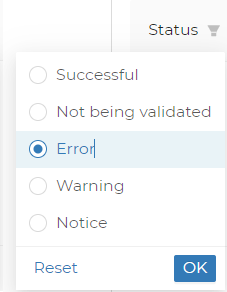 Status
Successful
Not being validated
Error
Warning
Notice
Reset OK